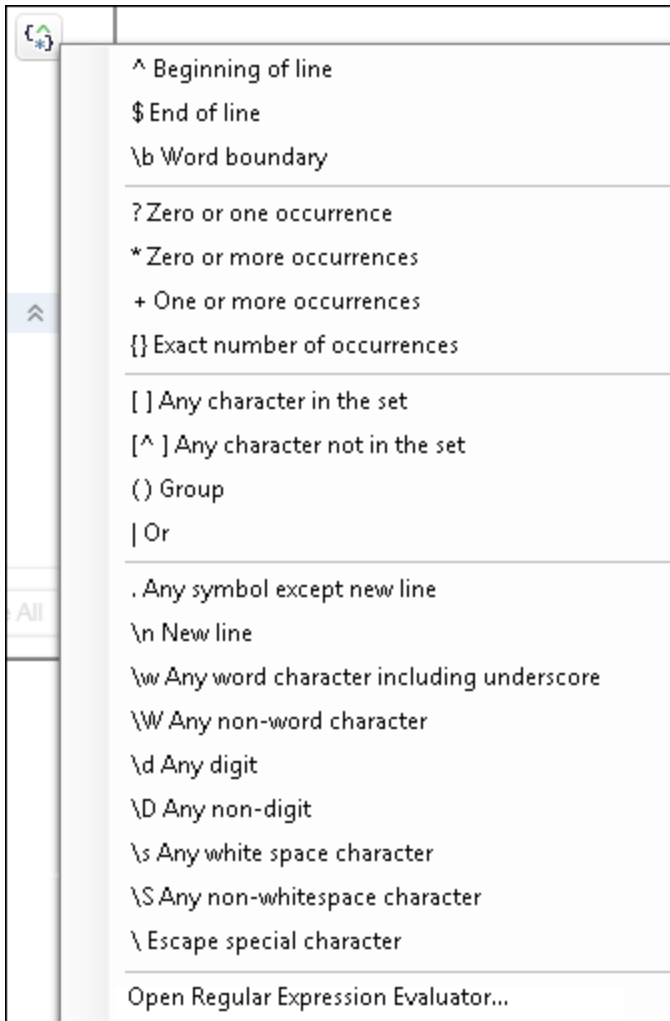 ^ Beginning of line
$ End of line
\b Word boundary
? Zero or one occurrence
* Zero or more occurrences
+ One or more occurrences
{} Exact number of occurrences
[ ] Any character in the set
[^ ] Any character not in the set
( ) Group
| Or
. Any symbol except new line
All
\n New line
\w Any word character including underscore
\W Any non-word character
\d Any digit
\D Any non-digit
\s Any white space character
\S Any non-whitespace character
\ Escape special character
Open Regular Expression Evaluator...